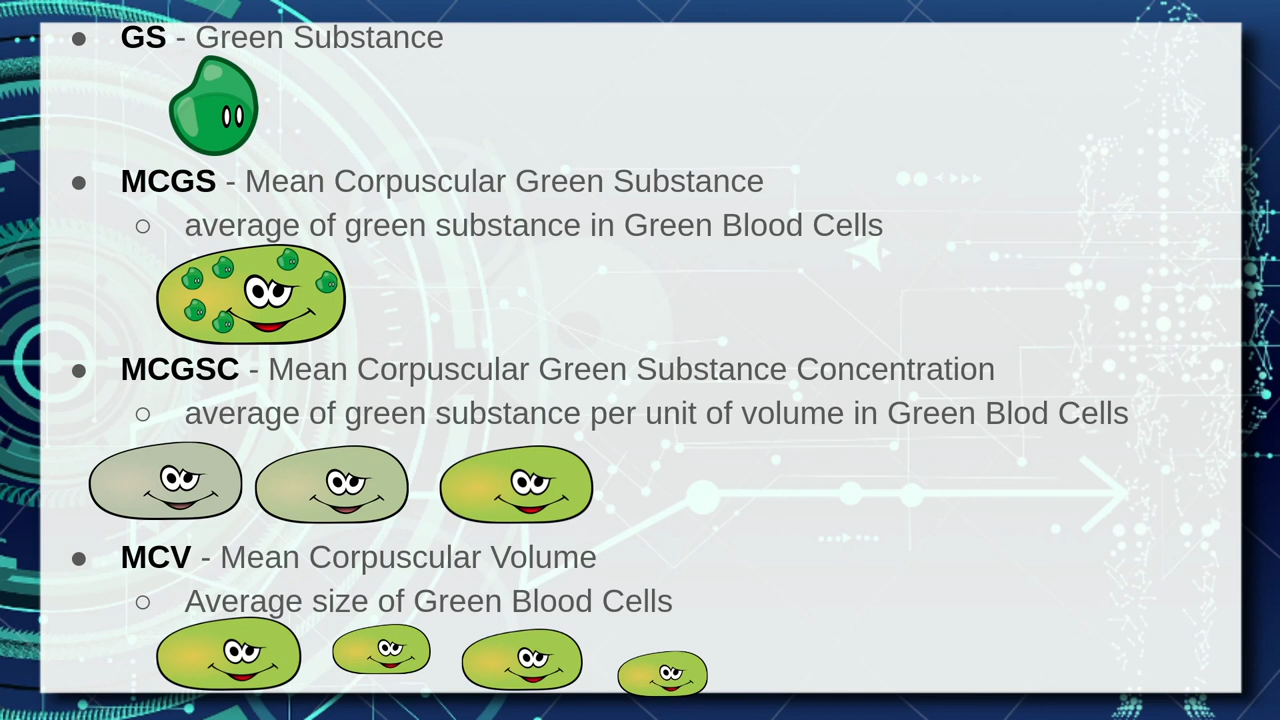 ● GS - Green Substance
● MCGS - Mean Corpuscular Green Substance
○ average of green substance in Green Blood Cells
● MCGSC - Mean Corpuscular Green Substance Concentration
○ average of green substance per unit of volume in Green Blod Cells
● MCV - Mean Corpuscular Volume
○ Average size of Green Blood Cells